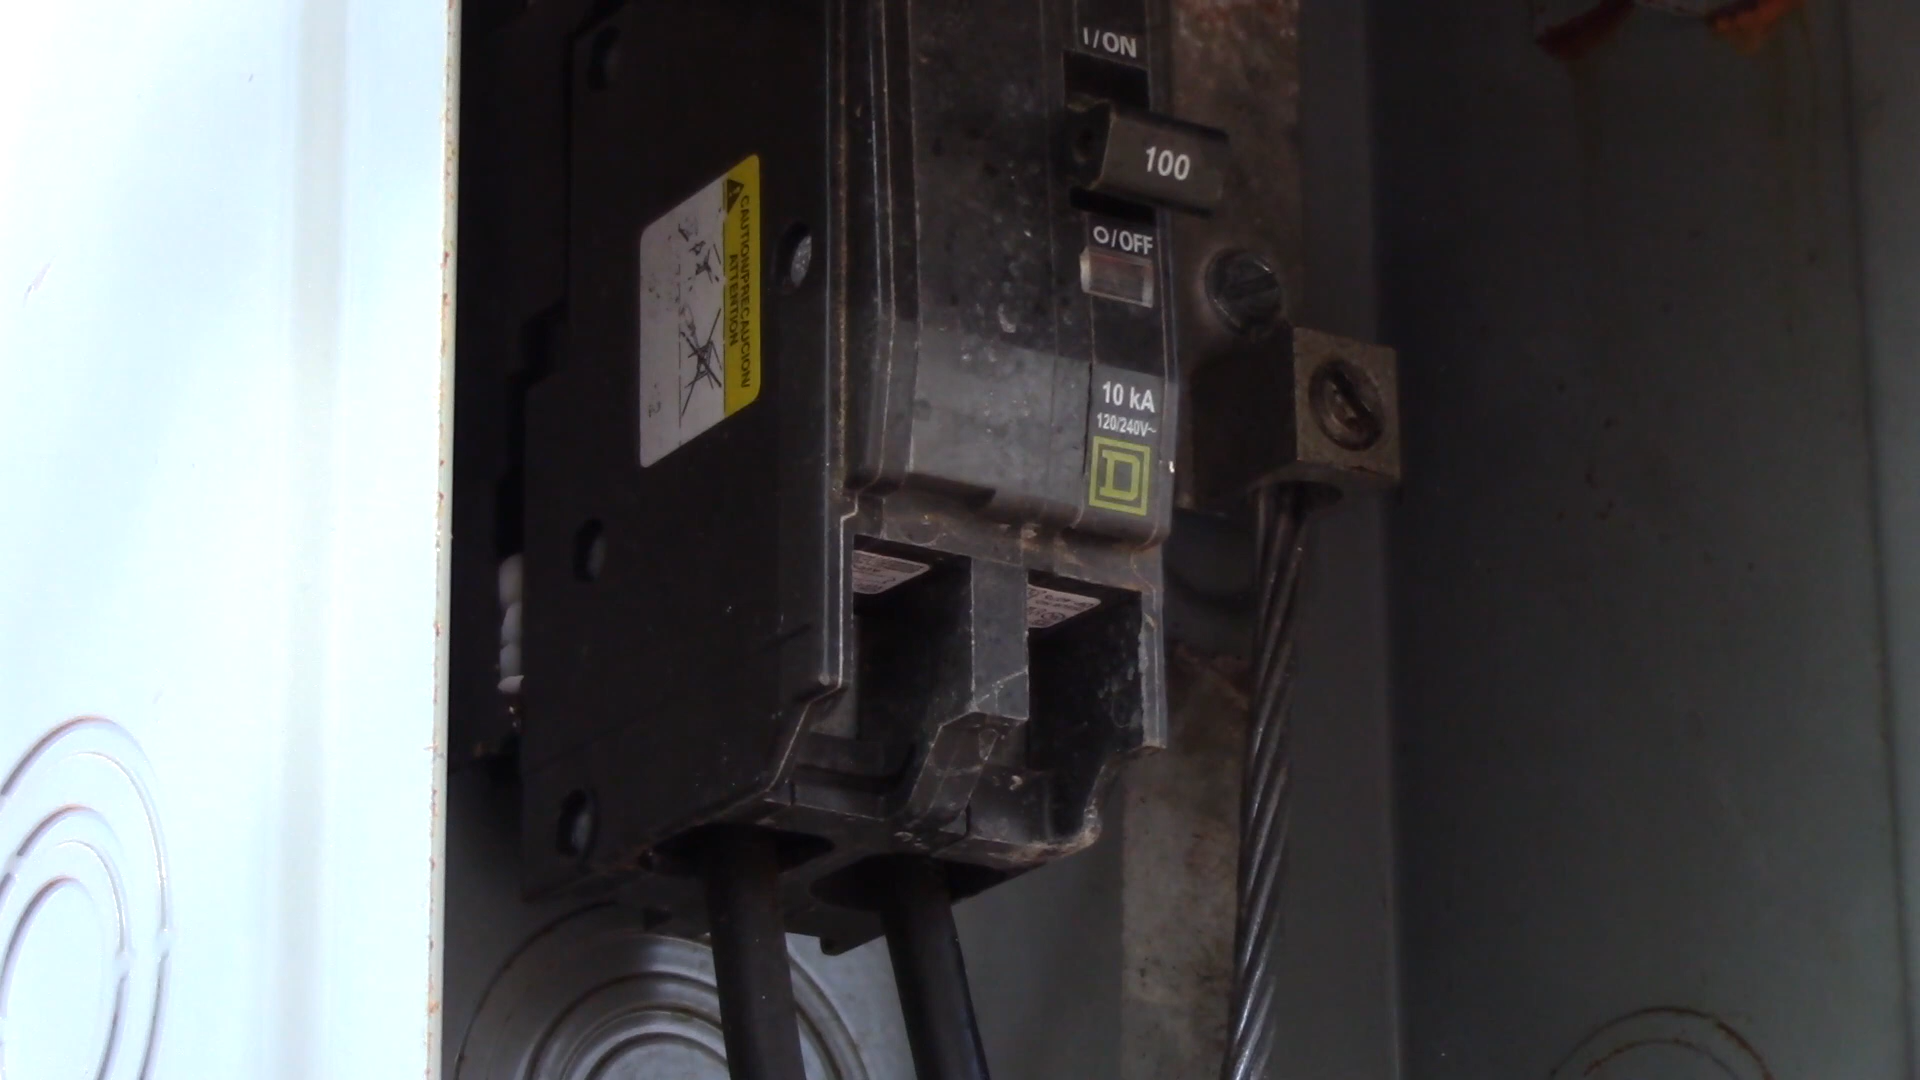 I/ON
100
O/OFF
10 kA
120/240V~
D
CAUTION/PRECAUCION/
ATTENTION